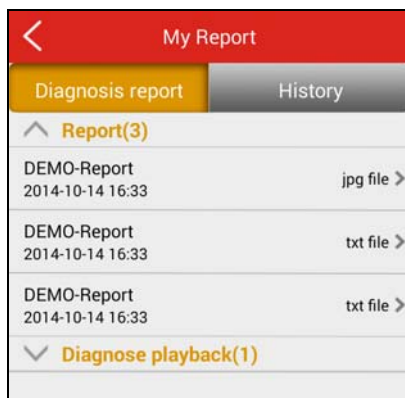 My Report
Diagnosis report History
Report(3)
DEMO-Report
2014-10-14 16:33 jpg file
DEMO-Report
2014-10-14 16:33 txt file
DEMO-Report
2014-10-14 16:33 txt file
Diagnose playback(1)